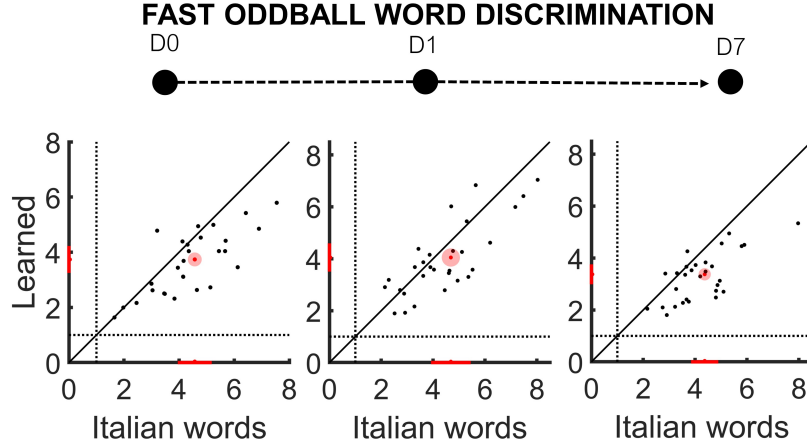 FAST ODDBALL WORD DISCRIMINATION
D0 D1 D7
Learned
8 6 4 2 0
0 2 4 6 8
Italian words
8 6 4 2 0
0 2 4 6 8
Italian words
8 6 4 2 0
0 2 4 6 8
Italian words